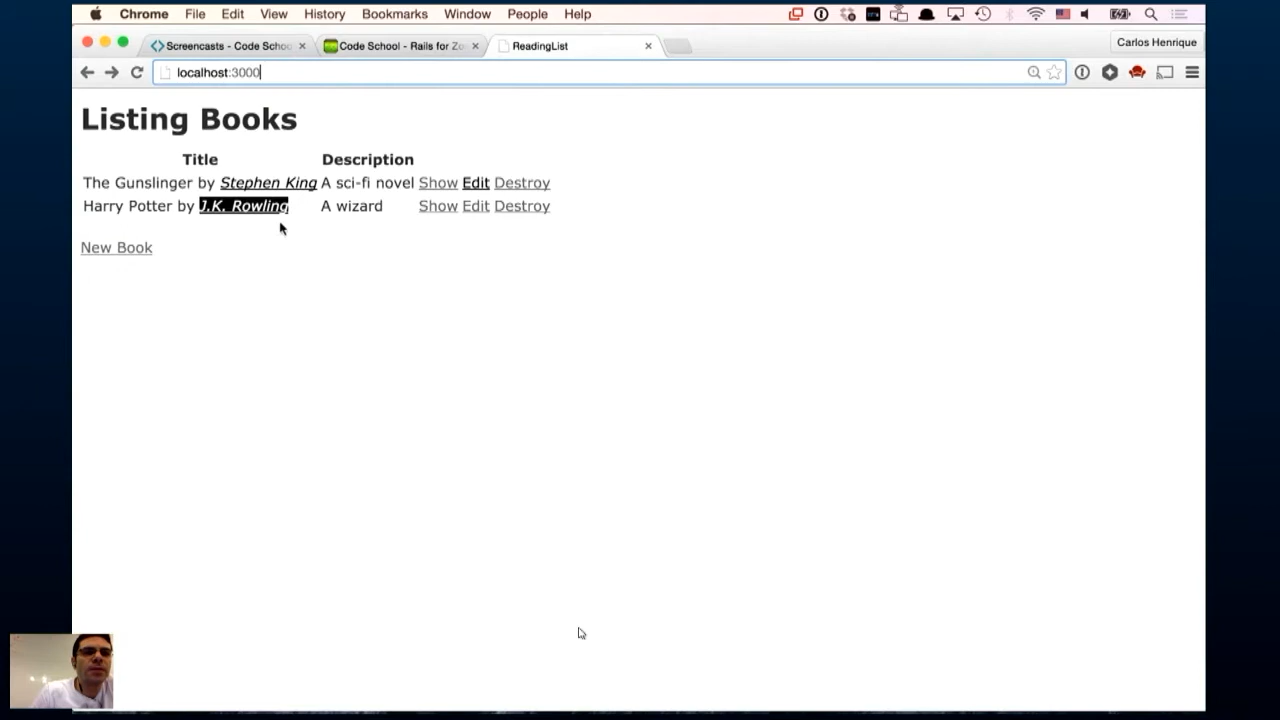 Chrome File Edit View History Bookmarks Window People Help
Screencasts - Code Schoo
Code School - Rails for Zo
ReadingList
Carlos Henrique
localhost:3000
Listing Books
Title Description
The Gunslinger by Stephen King A sci-fi novel Show Edit Destroy
Harry Potter by J.K. Rowling A wizard Show Edit Destroy
New Book